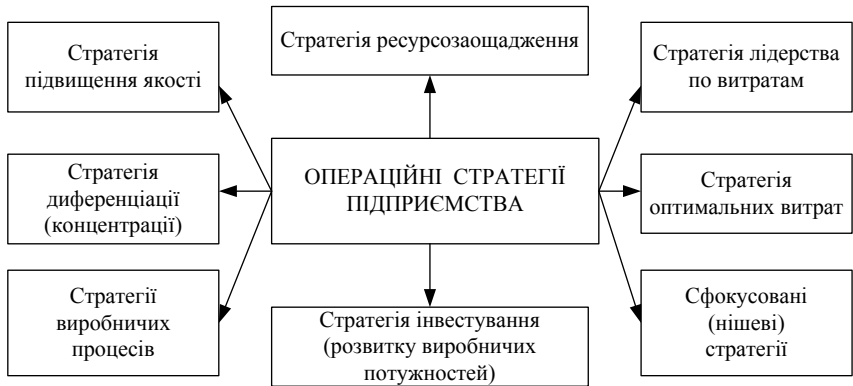 Стратегія
підвищення якості
Стратегія ресурсозаощадження
Стратегія лідерства
по витратам
Стратегія
диференціації
(концентрації)
ОПЕРАЦІЙНІ СТРАТЕГІЇ
ПІДПРИЄМСТВА
Стратегія
оптимальних витрат
Стратегії
виробничих
процесів
Стратегія інвестування
(розвитку виробничих
потужностей)
Сфокусовані
(нішеві)
стратегії